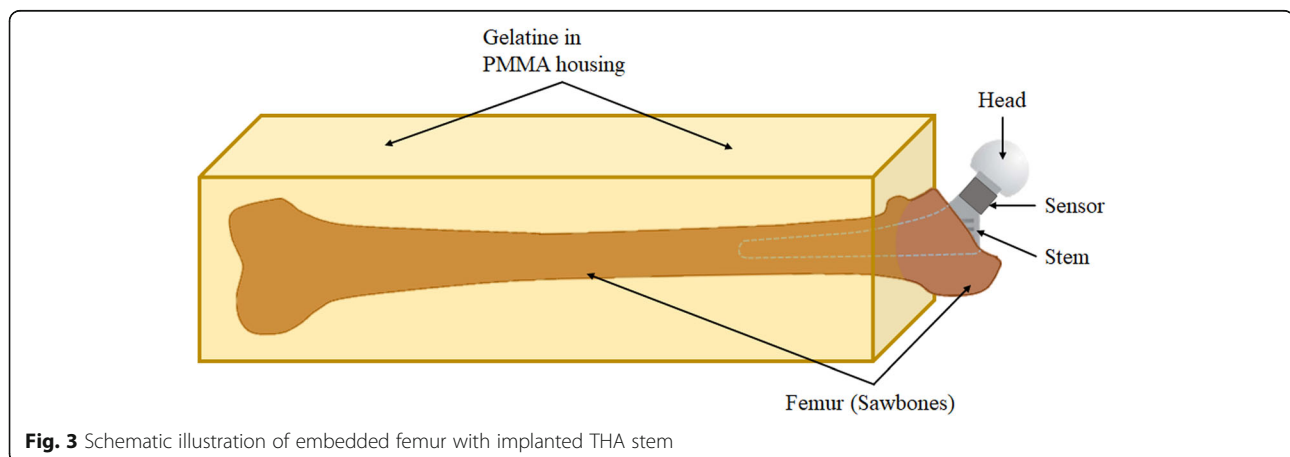 Gelatine in
PMMA housing
Head
Sensor
Stem
Femur (Sawbones)
Fig. 3 Schematic illustration of embedded femur with implanted THA stem